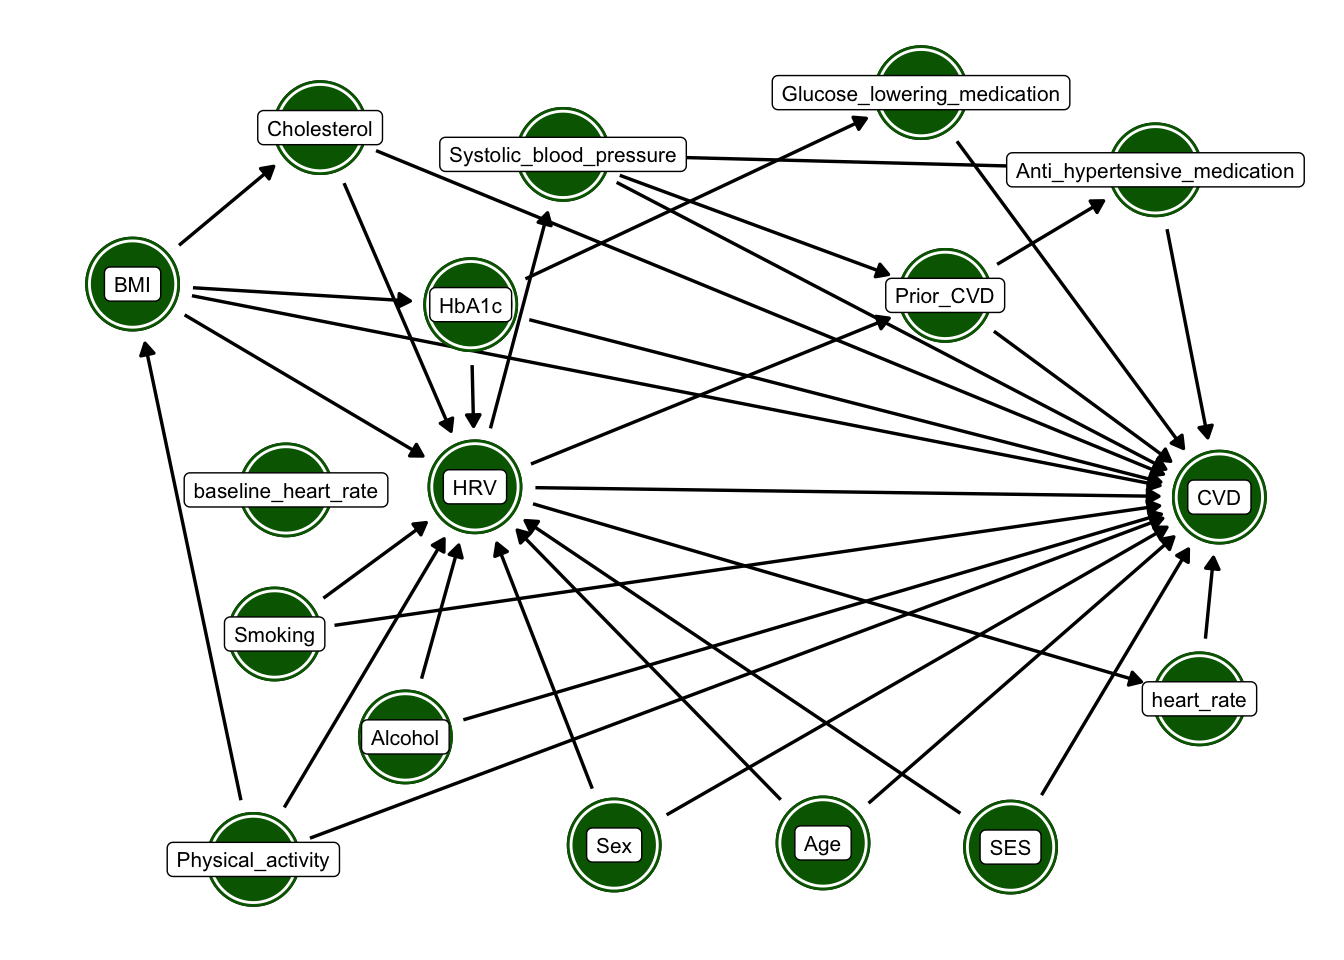 Glucose_lowering_medication
Cholesterol
Systolic_blood_pressure
Anti_hypertensive_medication
BMI
HbA1c
Prior_CVD
baseline_heart_rate
HRV
CVD
Smoking
heart_rate
Alcohol
Physical_activity
Sex
Age
SES